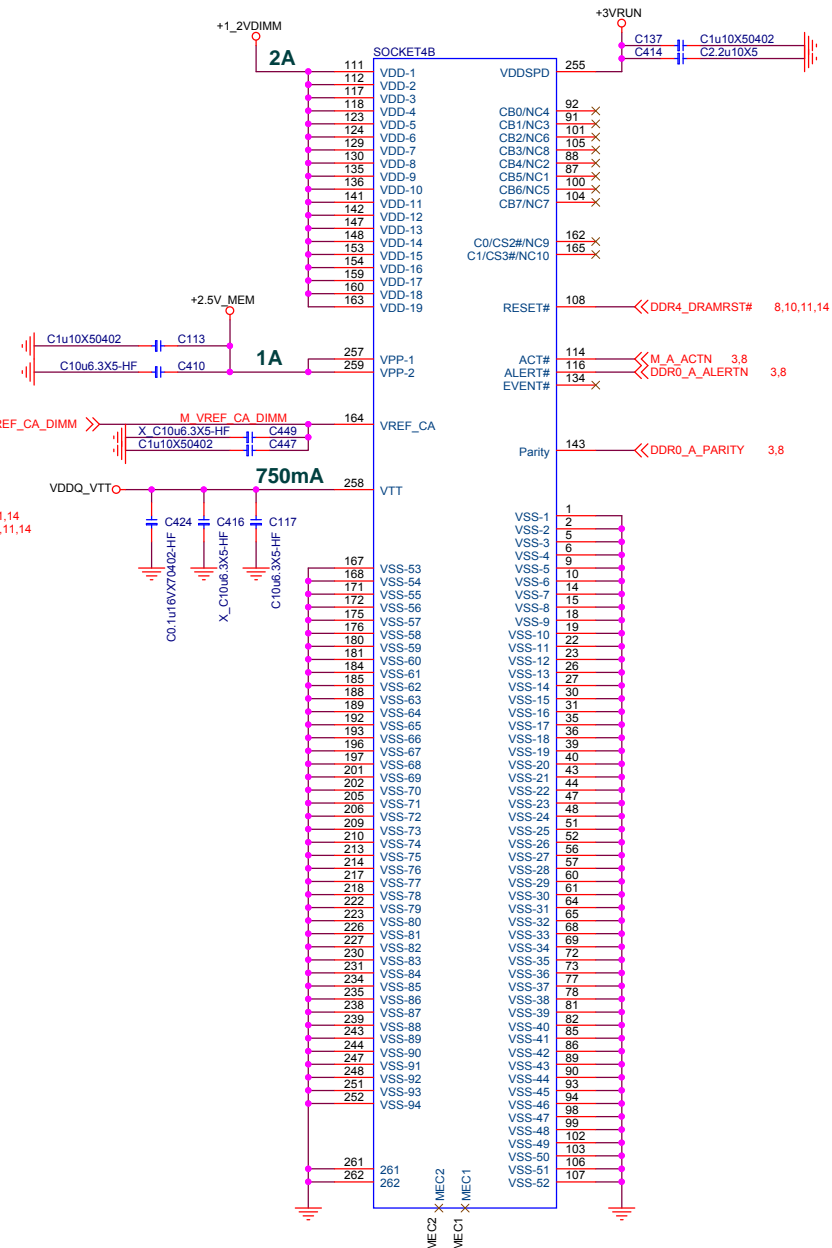 +1_2VDIMM
2A
+3VRUN
C137 C1u10X50402
C414 C2.2u10X5
SOCKET4B
111 VDD-1
112 VDD-2
117 VDD-3
118 VDD-4
123 VDD-5
124 VDD-6
129 VDD-7
130 VDD-8
135 VDD-9
136 VDD-10
141 VDD-11
142 VDD-12
147 VDD-13
148 VDD-14
153 VDD-15
154 VDD-16
159 VDD-17
160 VDD-18
163 VDD-19
+2.5V_MEM
C1u10X50402 C113
C10u6.3X5-HF C410
1A
257 VPP-1
259 VPP-2
REF_CA_DIMM M_VREF_CA_DIMM
X_C10u6.3X5-HF C449
C1u10X50402 C447
164 VREF_CA
750mA
VDDQ_VTT 258 VTT
1,14
,11,14
C424 C416 C117
C0.1u16VX70402-HF
X_C10u6.3X5-HF
C10u6.3X5-HF
167 VSS-53
168 VSS-54
171 VSS-55
172 VSS-56
175 VSS-57
176 VSS-58
180 VSS-59
181 VSS-60
184 VSS-61
185 VSS-62
188 VSS-63
189 VSS-64
192 VSS-65
193 VSS-66
196 VSS-67
197 VSS-68
201 VSS-69
202 VSS-70
205 VSS-71
206 VSS-72
209 VSS-73
210 VSS-74
213 VSS-75
214 VSS-76
217 VSS-77
218 VSS-78
222 VSS-79
223 VSS-80
226 VSS-81
227 VSS-82
230 VSS-83
231 VSS-84
234 VSS-85
235 VSS-86
238 VSS-87
239 VSS-88
243 VSS-89
244 VSS-90
247 VSS-91
248 VSS-92
251 VSS-93
252 VSS-94
261 261
262 262
VDDSPD 255
CB0/NC4 92
CB1/NC3 91
CB2/NC6 101
CB3/NC8 105
CB4/NC2 88
CB5/NC1 87
CB6/NC5 100
CB7/NC7 104
C0/CS2#/NC9 162
C1/CS3#/NC10 165
RESET# 108 DDR4_DRAMRST# 8,10,11,14
ACT# 114 M_A_ACTN 3,8
ALERT# 116 DDR0_A_ALERTN 3,8
EVENT# 134
Parity 143 DDR0_A_PARITY 3,8
VSS-1 1
VSS-2 2
VSS-3 5
VSS-4 6
VSS-5 9
VSS-6 10
VSS-7 14
VSS-8 15
VSS-9 18
VSS-10 19
VSS-11 22
VSS-12 23
VSS-13 26
VSS-14 27
VSS-15 30
VSS-16 31
VSS-17 35
VSS-18 36
VSS-19 39
VSS-20 40
VSS-21 43
VSS-22 44
VSS-23 47
VSS-24 48
VSS-25 51
VSS-26 52
VSS-27 56
VSS-28 57
VSS-29 60
VSS-30 61
VSS-31 64
VSS-32 65
VSS-33 68
VSS-34 69
VSS-35 72
VSS-36 73
VSS-37 77
VSS-38 78
VSS-39 81
VSS-40 82
VSS-41 85
VSS-42 86
VSS-43 89
VSS-44 90
VSS-45 93
VSS-46 94
VSS-47 98
VSS-48 99
VSS-49 102
VSS-50 103
VSS-51 106
VSS-52 107
MEC2 MEC1
MEC2 MEC1